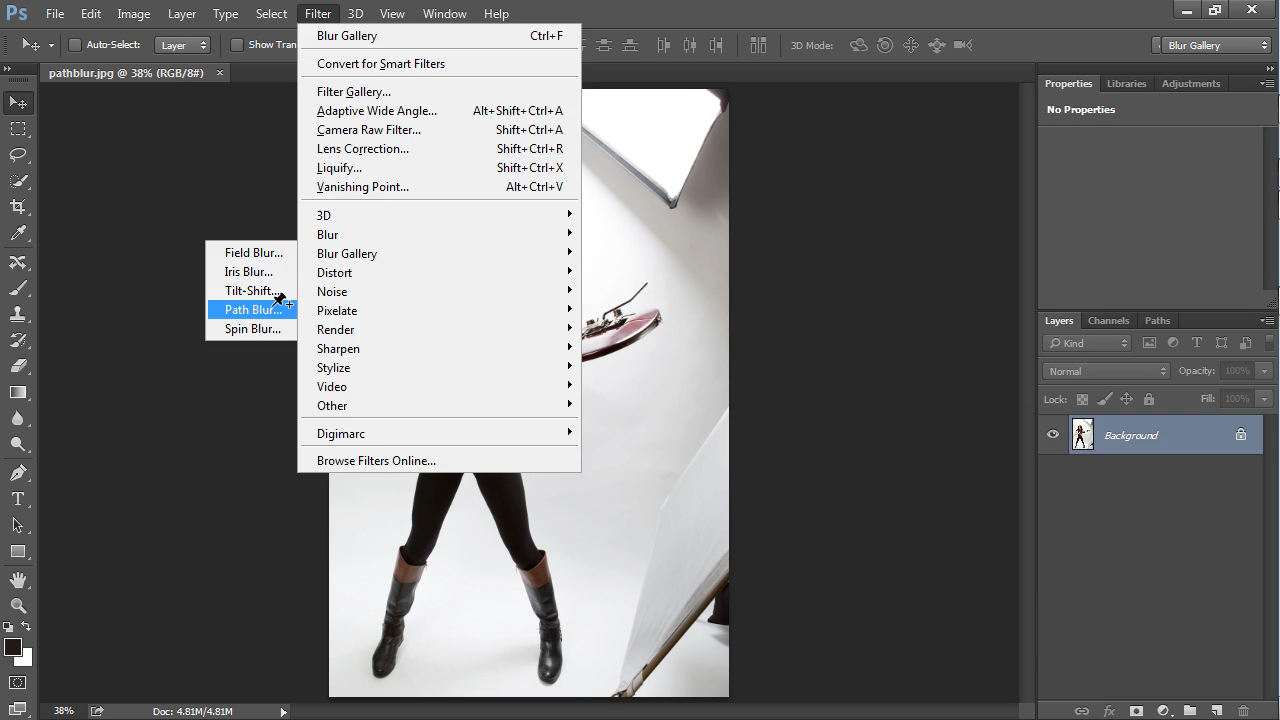 Ps File Edit Image Layer Type Select Filter 3D View Window Help
Auto-Select: Layer Show Tran 3D Mode: Blur Gallery
pathblur.jpg @ 38% (RGB/8#) ×
Blur Gallery Ctrl+F
Convert for Smart Filters
Filter Gallery...
Adaptive Wide Angle... Alt+Shift+Ctrl+A
Camera Raw Filter... Shift+Ctrl+A
Lens Correction... Shift+Ctrl+R
Liquify... Shift+Ctrl+X
Vanishing Point... Alt+Ctrl+V
3D
Blur
Blur Gallery
Distort
Noise
Pixelate
Render
Sharpen
Stylize
Video
Other
Digimarc
Browse Filters Online...
Field Blur...
Iris Blur...
Tilt-Shift...
Path Blur...
Spin Blur...
Properties Libraries Adjustments
No Properties
Layers Channels Paths
Kind
Normal Opacity: 100%
Lock: Fill: 100%
Background
38% Doc: 4.81M/4.81M